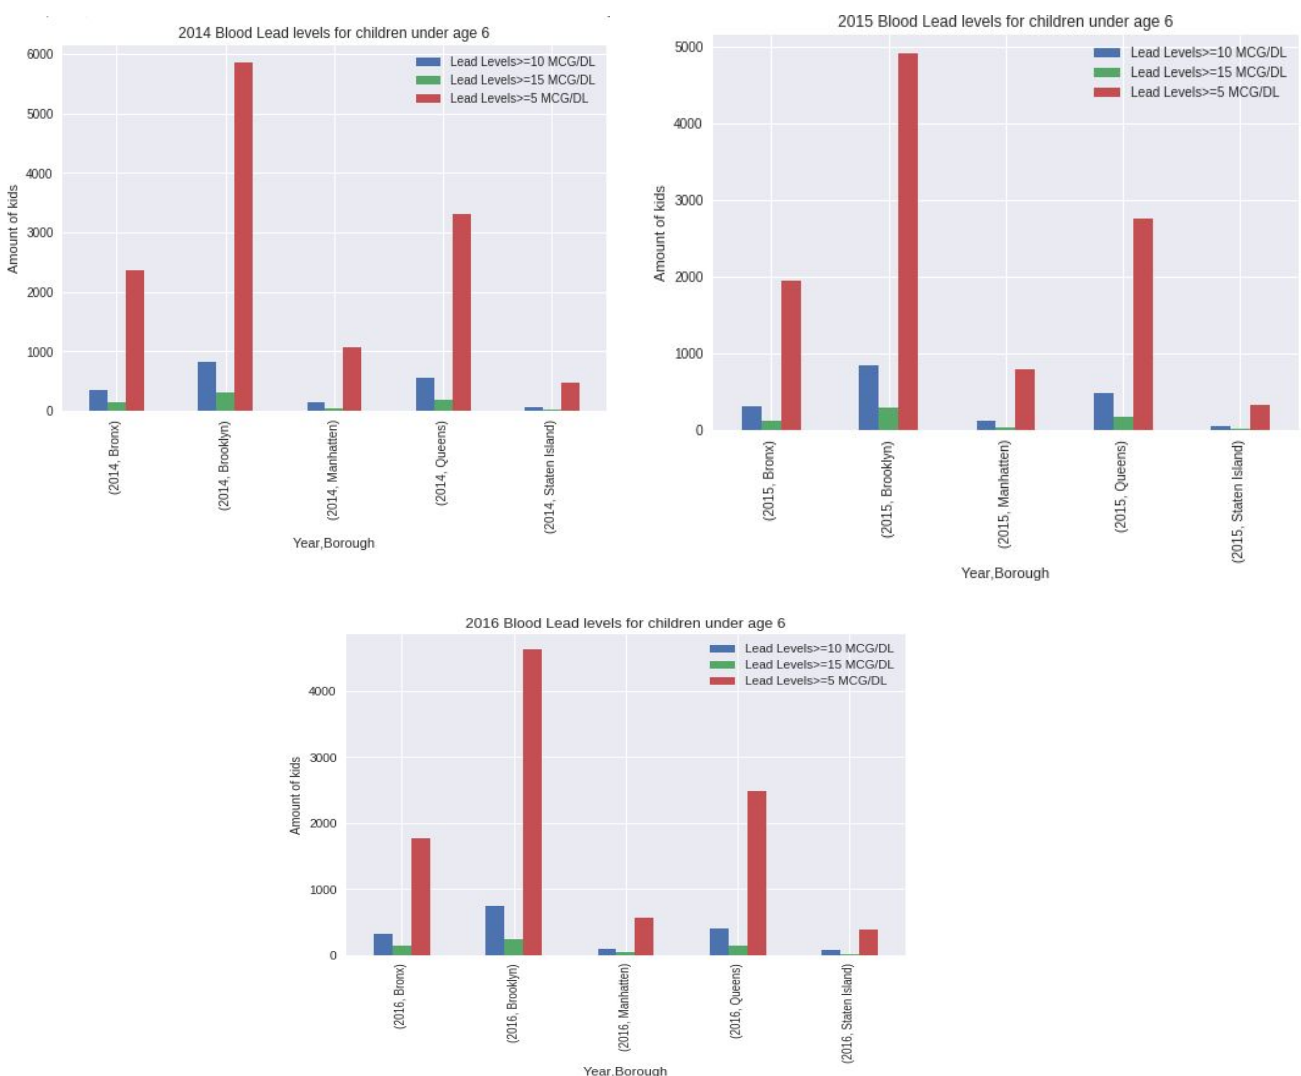 2014 Blood Lead levels for children under age 6
Lead Levels>=10 MCG/DL
Lead Levels>=15 MCG/DL
Lead Levels>=5 MCG/DL
6000
5000
4000
3000
2000
1000
0
Amount of kids
(2014, Bronx)
(2014, Brooklyn)
(2014, Manhatten)
(2014, Queens)
(2014, Staten Island)
Year,Borough
2015 Blood Lead levels for children under age 6
Lead Levels>=10 MCG/DL
Lead Levels>=15 MCG/DL
Lead Levels>=5 MCG/DL
5000
4000
3000
2000
1000
0
Amount of kids
(2015, Bronx)
(2015, Brooklyn)
(2015, Manhatten)
(2015, Queens)
(2015, Staten Island)
Year,Borough
2016 Blood Lead levels for children under age 6
Lead Levels>=10 MCG/DL
Lead Levels>=15 MCG/DL
Lead Levels>=5 MCG/DL
4000
3000
2000
1000
0
Amount of kids
(2016, Bronx)
(2016, Brooklyn)
(2016, Manhatten)
(2016, Queens)
(2016, Staten Island)
Year,Borough